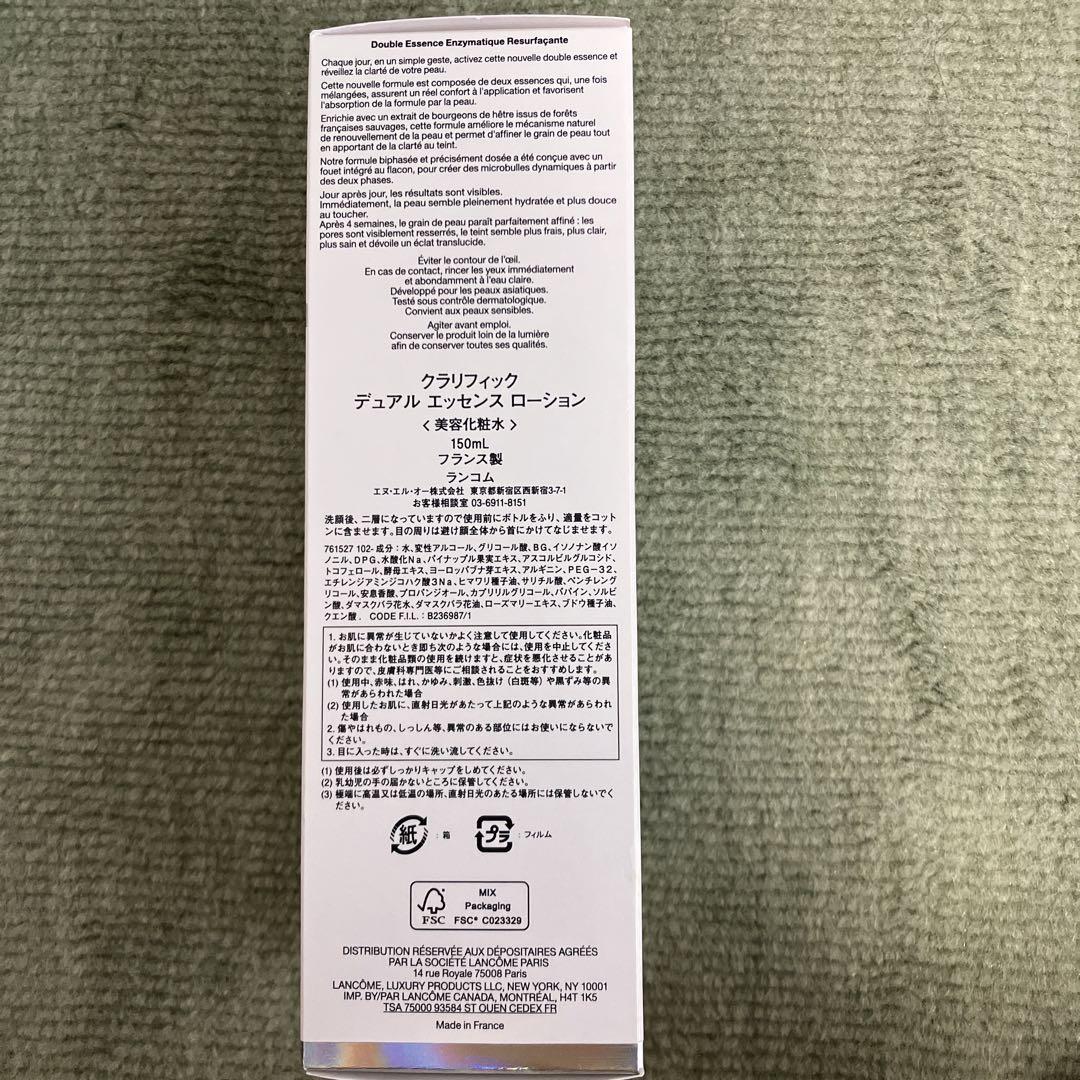 Double Essence Enzymatique Resurfaçante
Chaque jour, en un simple geste, activez cette nouvelle double essence et
réveillez la clarté de votre peau.
Cette nouvelle formule est composée de deux essences qui, une fois
mélangées, assurent un réel confort à l'application et favorisent
l'absorption de la formule par la peau.
Enrichie avec un extrait de bourgeons de hêtre issus de forêts
françaises sauvages, cette formule améliore le mécanisme naturel
de renouvellement de la peau et permet d'affiner le grain de peau tout
en apportant de la clarté au teint.
Notre formule biphasée et précisément dosée a été conçue avec un
fouet intégré au flacon, pour créer des microbulles dynamiques à partir
des deux phases.
Jour après jour, les résultats sont visibles.
Immédiatement, la peau semble pleinement hydratée et plus douce
au toucher.
Après 4 semaines, le grain de peau paraît parfaitement affiné : les
pores sont visiblement resserrés, le teint semble plus frais, plus clair,
plus sain et dévoile un éclat translucide.
Éviter le contour de l'œil.
En cas de contact, rincer les yeux immédiatement
et abondamment à l'eau claire.
Développé pour les peaux asiatiques.
Testé sous contrôle dermatologique.
Convient aux peaux sensibles.
Agiter avant emploi.
Conserver le produit loin de la lumière
afin de conserver toutes ses qualités.
クラリフィック
デュアル エッセンス ローション
〈 美容化粧水 〉
150mL
フランス製
ランコム
エヌ・エル・オー株式会社 東京都新宿区西新宿3-7-1
お客様相談室 03-6911-8151
洗顔後、二層になっていますので使用前にボトルをふり、適量をコット
ンに含ませます。目の周りは避け顔全体から首にかけてなじませます。
761527 102- 成分：水、変性アルコール、グリコール酸、BG、イソノナン酸イソ
ノニル、DPG、水酸化Na、パイナップル果実エキス、アスコルビルグルコシド、
トコフェロール、酵母エキス、ヨーロッパブナ芽エキス、アルギニン、PEG-32、
エチレンジアミンジコハク酸3Na、ヒマワリ種子油、サリチル酸、ペンチレング
リコール、安息香酸、プロパンジオール、カプリリルグリコール、パパイン、ソルビ
ン酸、ダマスクバラ花水、ダマスクバラ花油、ローズマリーエキス、ブドウ種子油、
クエン酸. CODE F.I.L. : B236987/1
1. お肌に異常が生じていないかよく注意して使用してください。化粧品
がお肌に合わないとき即ち次のような場合には、使用を中止してくださ
い。そのまま化粧品類の使用を続けますと、症状を悪化させることがあ
りますので、皮膚科専門医等にご相談されることをおすすめします。
(1) 使用中、赤味、はれ、かゆみ、刺激、色抜け (白斑等) や黒ずみ等の異
常があらわれた場合
(2) 使用したお肌に、直射日光があたって上記のような異常があらわれ
た場合
2. 傷やはれもの、しっしん等、異常のある部位にはお使いにならないで
ください。
3. 目に入った時は、すぐに洗い流してください。
(1) 使用後は必ずしっかりキャップをしめてください。
(2) 乳幼児の手の届かないところに保管してください。
(3) 極端に高温又は低温の場所、直射日光のあたる場所には保管しないでく
ださい。
紙 : 箱 プラ : フィルム
MIX
Packaging
FSC FSC® C023329
DISTRIBUTION RÉSERVÉE AUX DÉPOSITAIRES AGRÉÉS
PAR LA SOCIÉTÉ LANCÔME PARIS
14 rue Royale 75008 Paris
LANCÔME, LUXURY PRODUCTS LLC, NEW YORK, NY 10001
IMP. BY/PAR LANCÔME CANADA, MONTRÉAL, H4T 1K5
TSA 75000 93584 ST OUEN CEDEX FR
Made in France